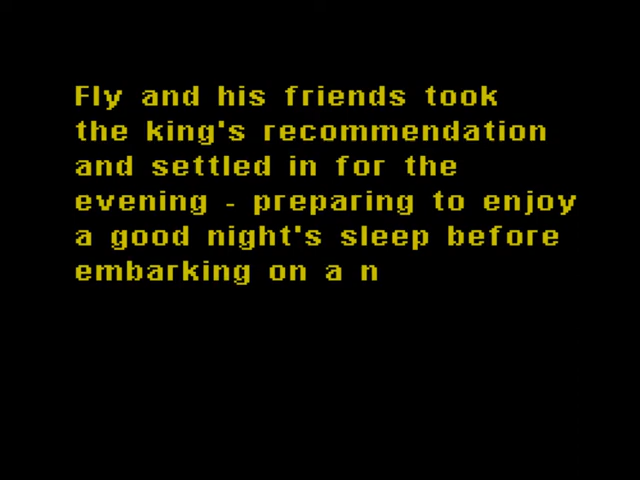 Fly and his friends took
the king's recommendation
and settled in for the
evening - preparing to enjoy
a good night's sleep before
embarking on a n